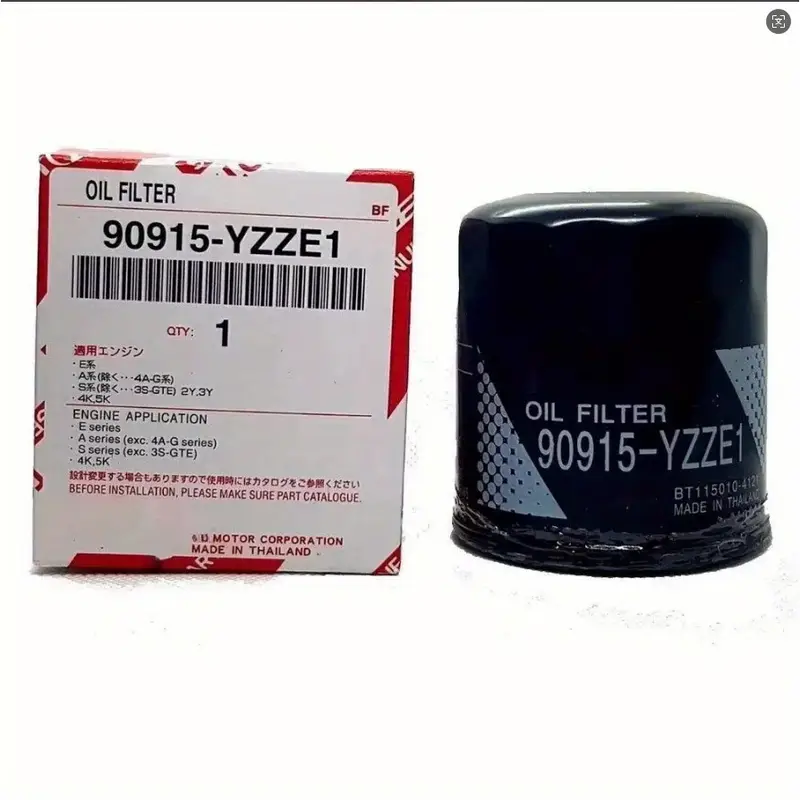 OIL FILTER
BF
90915-YZZE1
QTY: 1
適用エンジン
・E系
・A系(除く…4A-G系)
・S系(除く…3S-GTE) 2Y,3Y
・4K,5K
ENGINE APPLICATION
・E series
・A series (exc. 4A-G series)
・S series (exc. 3S-GTE)
・4K,5K
設計変更する場合もありますので使用時にはカタログをご参照ください
BEFORE INSTALLATION, PLEASE MAKE SURE PART CATALOGUE.
MOTOR CORPORATION
MADE IN THAILAND
OIL FILTER
90915-YZZE1
BT115010-412
MADE IN THAILAND